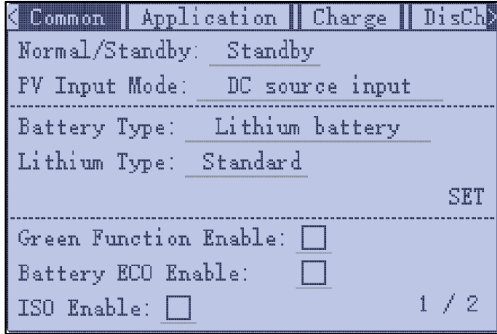 < Common Application Charge DisCh>
Normal/Standby: Standby
PV Input Mode: DC source input
Battery Type: Lithium battery
Lithium Type: Standard
SET
Green Function Enable:
Battery ECO Enable:
ISO Enable:
1 / 2